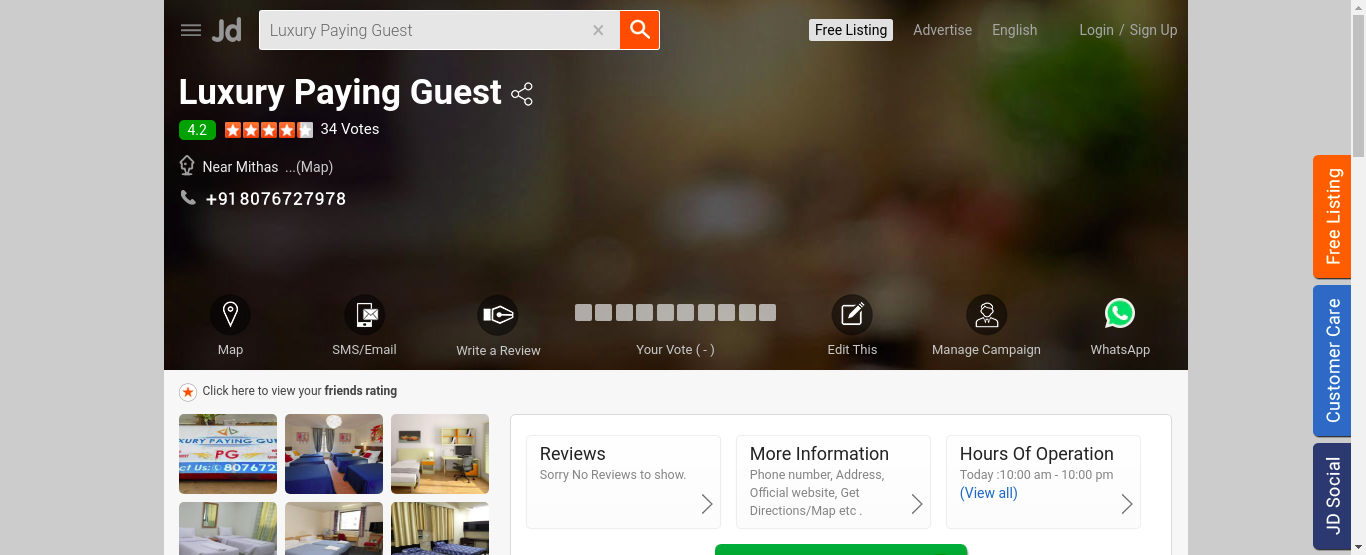 Jd
Luxury Paying Guest
Free Listing
Advertise
English
Login / Sign Up
Luxury Paying Guest
4.2
34 Votes
Near Mithas ...(Map)
+918076727978
Map
SMS/Email
Write a Review
Your Vote ( - )
Edit This
Manage Campaign
WhatsApp
Click here to view your friends rating
XURY PAYING GU
PG
ct Us: 807672
Reviews
Sorry No Reviews to show.
More Information
Phone number, Address,
Official website, Get
Directions/Map etc .
Hours Of Operation
Today :10:00 am - 10:00 pm
(View all)
Free Listing
Customer Care
JD Social